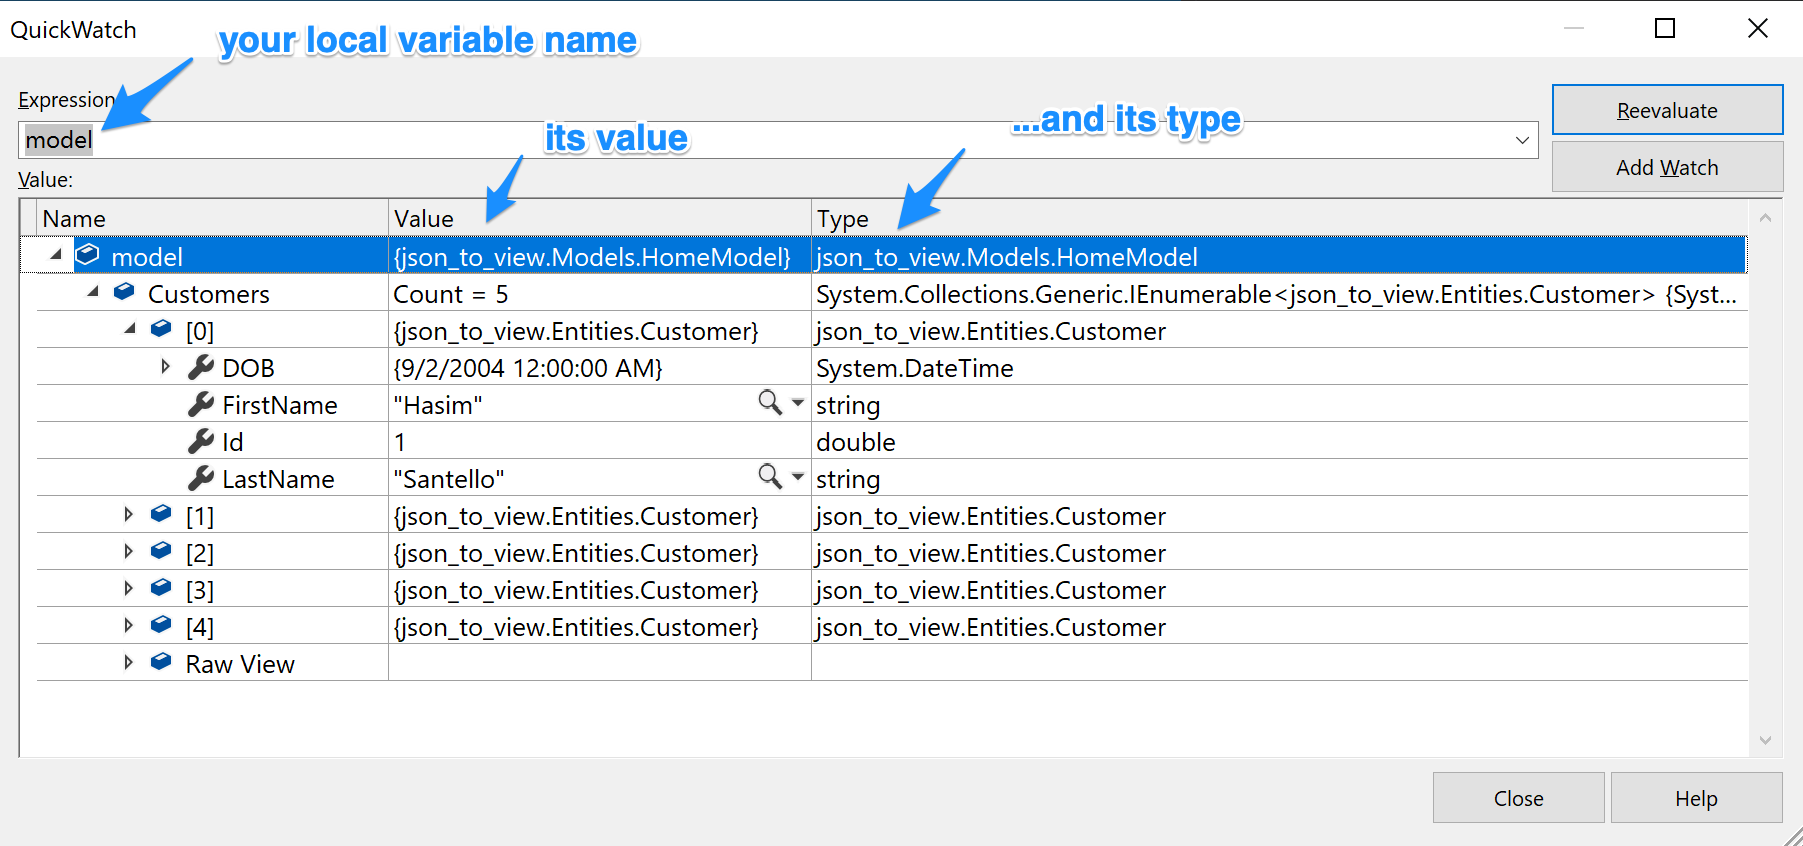 QuickWatch
your local variable name
Expression
...and its type
Reevaluate
model
its value
Add Watch
Value:
Name Value Type
model {json_to_view.Models.HomeModel} json_to_view.Models.HomeModel
Customers Count = 5 System.Collections.Generic.IEnumerable<json_to_view.Entities.Customer> {Syst...
[0] {json_to_view.Entities.Customer} json_to_view.Entities.Customer
DOB {9/2/2004 12:00:00 AM} System.DateTime
FirstName "Hasim" string
Id 1 double
LastName "Santello" string
[1] {json_to_view.Entities.Customer} json_to_view.Entities.Customer
[2] {json_to_view.Entities.Customer} json_to_view.Entities.Customer
[3] {json_to_view.Entities.Customer} json_to_view.Entities.Customer
[4] {json_to_view.Entities.Customer} json_to_view.Entities.Customer
Raw View
Close Help